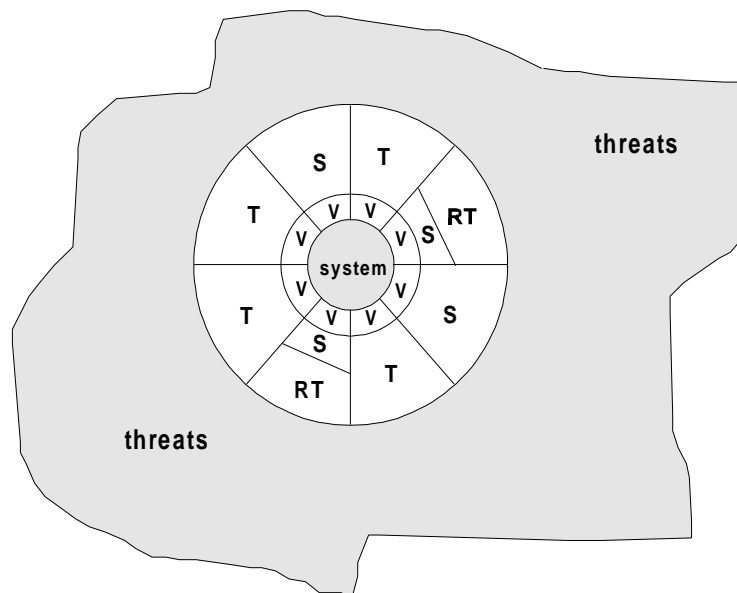 threats
S T
T RT
V V
V V S
system
V V
T S
V V
S
RT T
threats